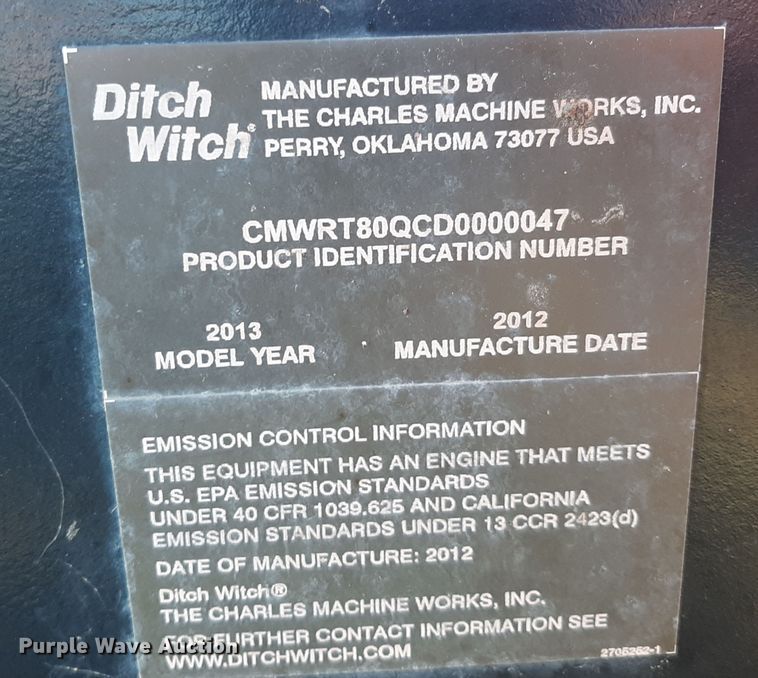 Ditch
Witch®
MANUFACTURED BY
THE CHARLES MACHINE WORKS, INC.
PERRY, OKLAHOMA 73077 USA
CMWRT80QCD0000047
PRODUCT IDENTIFICATION NUMBER
2013
MODEL YEAR
2012
MANUFACTURE DATE
EMISSION CONTROL INFORMATION
THIS EQUIPMENT HAS AN ENGINE THAT MEETS
U.S. EPA EMISSION STANDARDS
UNDER 40 CFR 1039.625 AND CALIFORNIA
EMISSION STANDARDS UNDER 13 CCR 2423(d)
DATE OF MANUFACTURE: 2012
Ditch Witch®
THE CHARLES MACHINE WORKS, INC.
FOR FURTHER CONTACT INFORMATION SEE
WWW.DITCHWITCH.COM
2705252-1
Purple Wave Auction